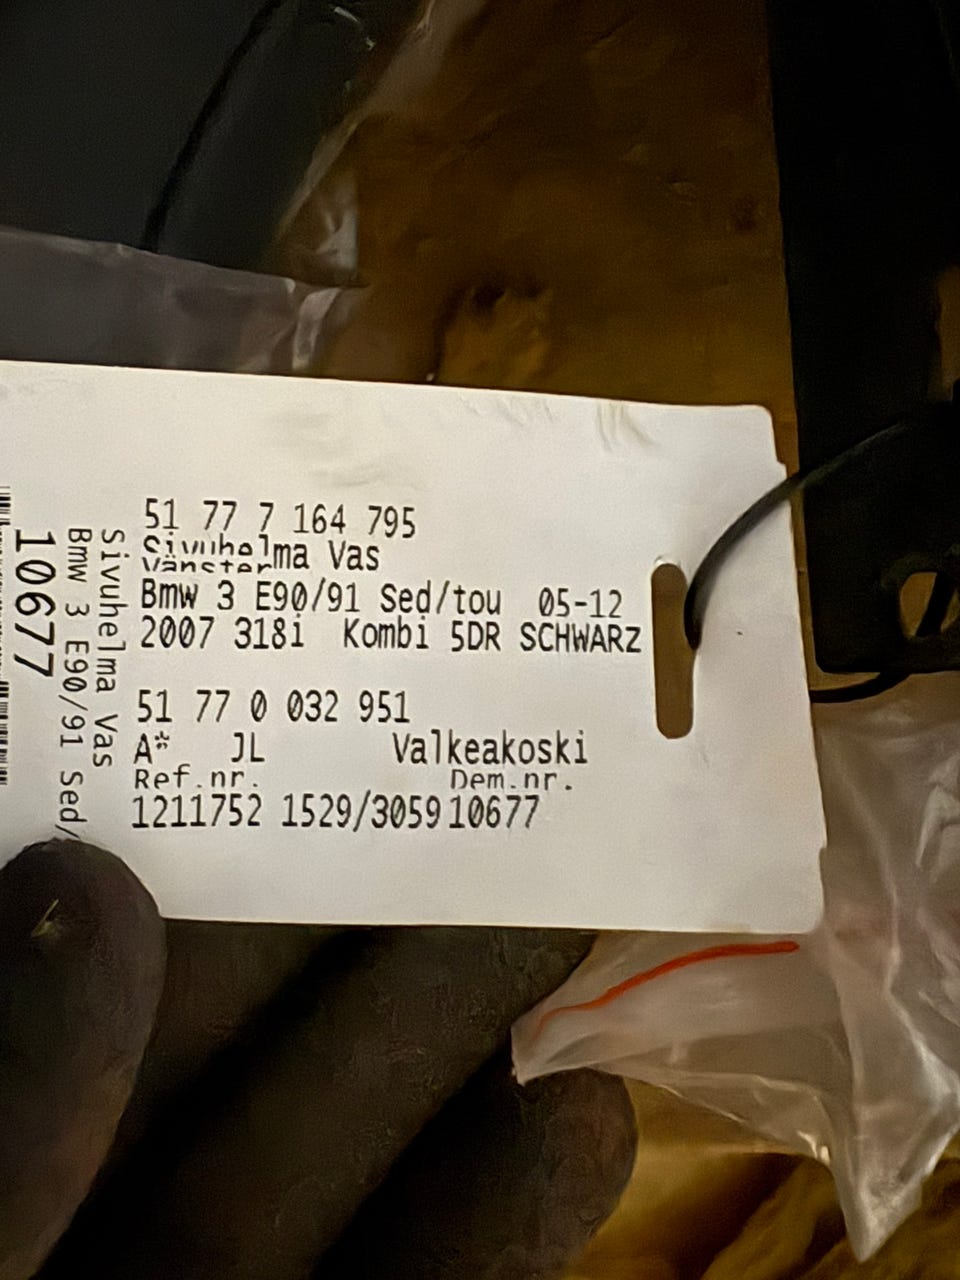 51 77 7 164 795
Sivuhelma Vas
Vänster
Bmw 3 E90/91 Sed/tou 05-12
2007 318i Kombi 5DR SCHWARZ
51 77 0 032 951
A* JL Valkeakoski
Ref.nr. Dem.nr.
1211752 1529/3059 10677
Sivuhelma Vas
Bmw 3 E90/91 Sed/
10677